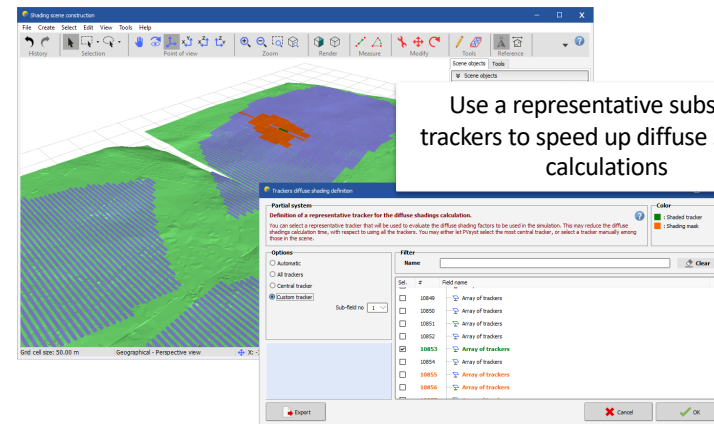 Shading scene construction
File Create Select Edit View Tools Help
History Selection Point of view Zoom Render Measure Modify Tools Reference
Scene objects Tools
Scene objects
Use a representative subs
trackers to speed up diffuse
calculations
Trackers diffuse shading definition
Partial system
Definition of a representative tracker for the diffuse shadings calculation.
You can select a representative tracker that will be used to evaluate the diffuse shading factors to be used in the simulation. This may reduce the diffuse
shadings calculation time, with respect to using all the trackers. You may either let PVsyst select the most central tracker, or select a tracker manually among
those in the scene.
Color
: Shaded tracker
: Shading mask
Options
Automatic
All trackers
Central tracker
Custom tracker
Sub-field no 1
Filter
Name
Clear
Sel. # Field name
10849 Array of trackers
10850 Array of trackers
10851 Array of trackers
10852 Array of trackers
10853 Array of trackers
10854 Array of trackers
10855 Array of trackers
10856 Array of trackers
Grid cell size: 50.00 m Geographical - Perspective view X: -
Export Cancel OK